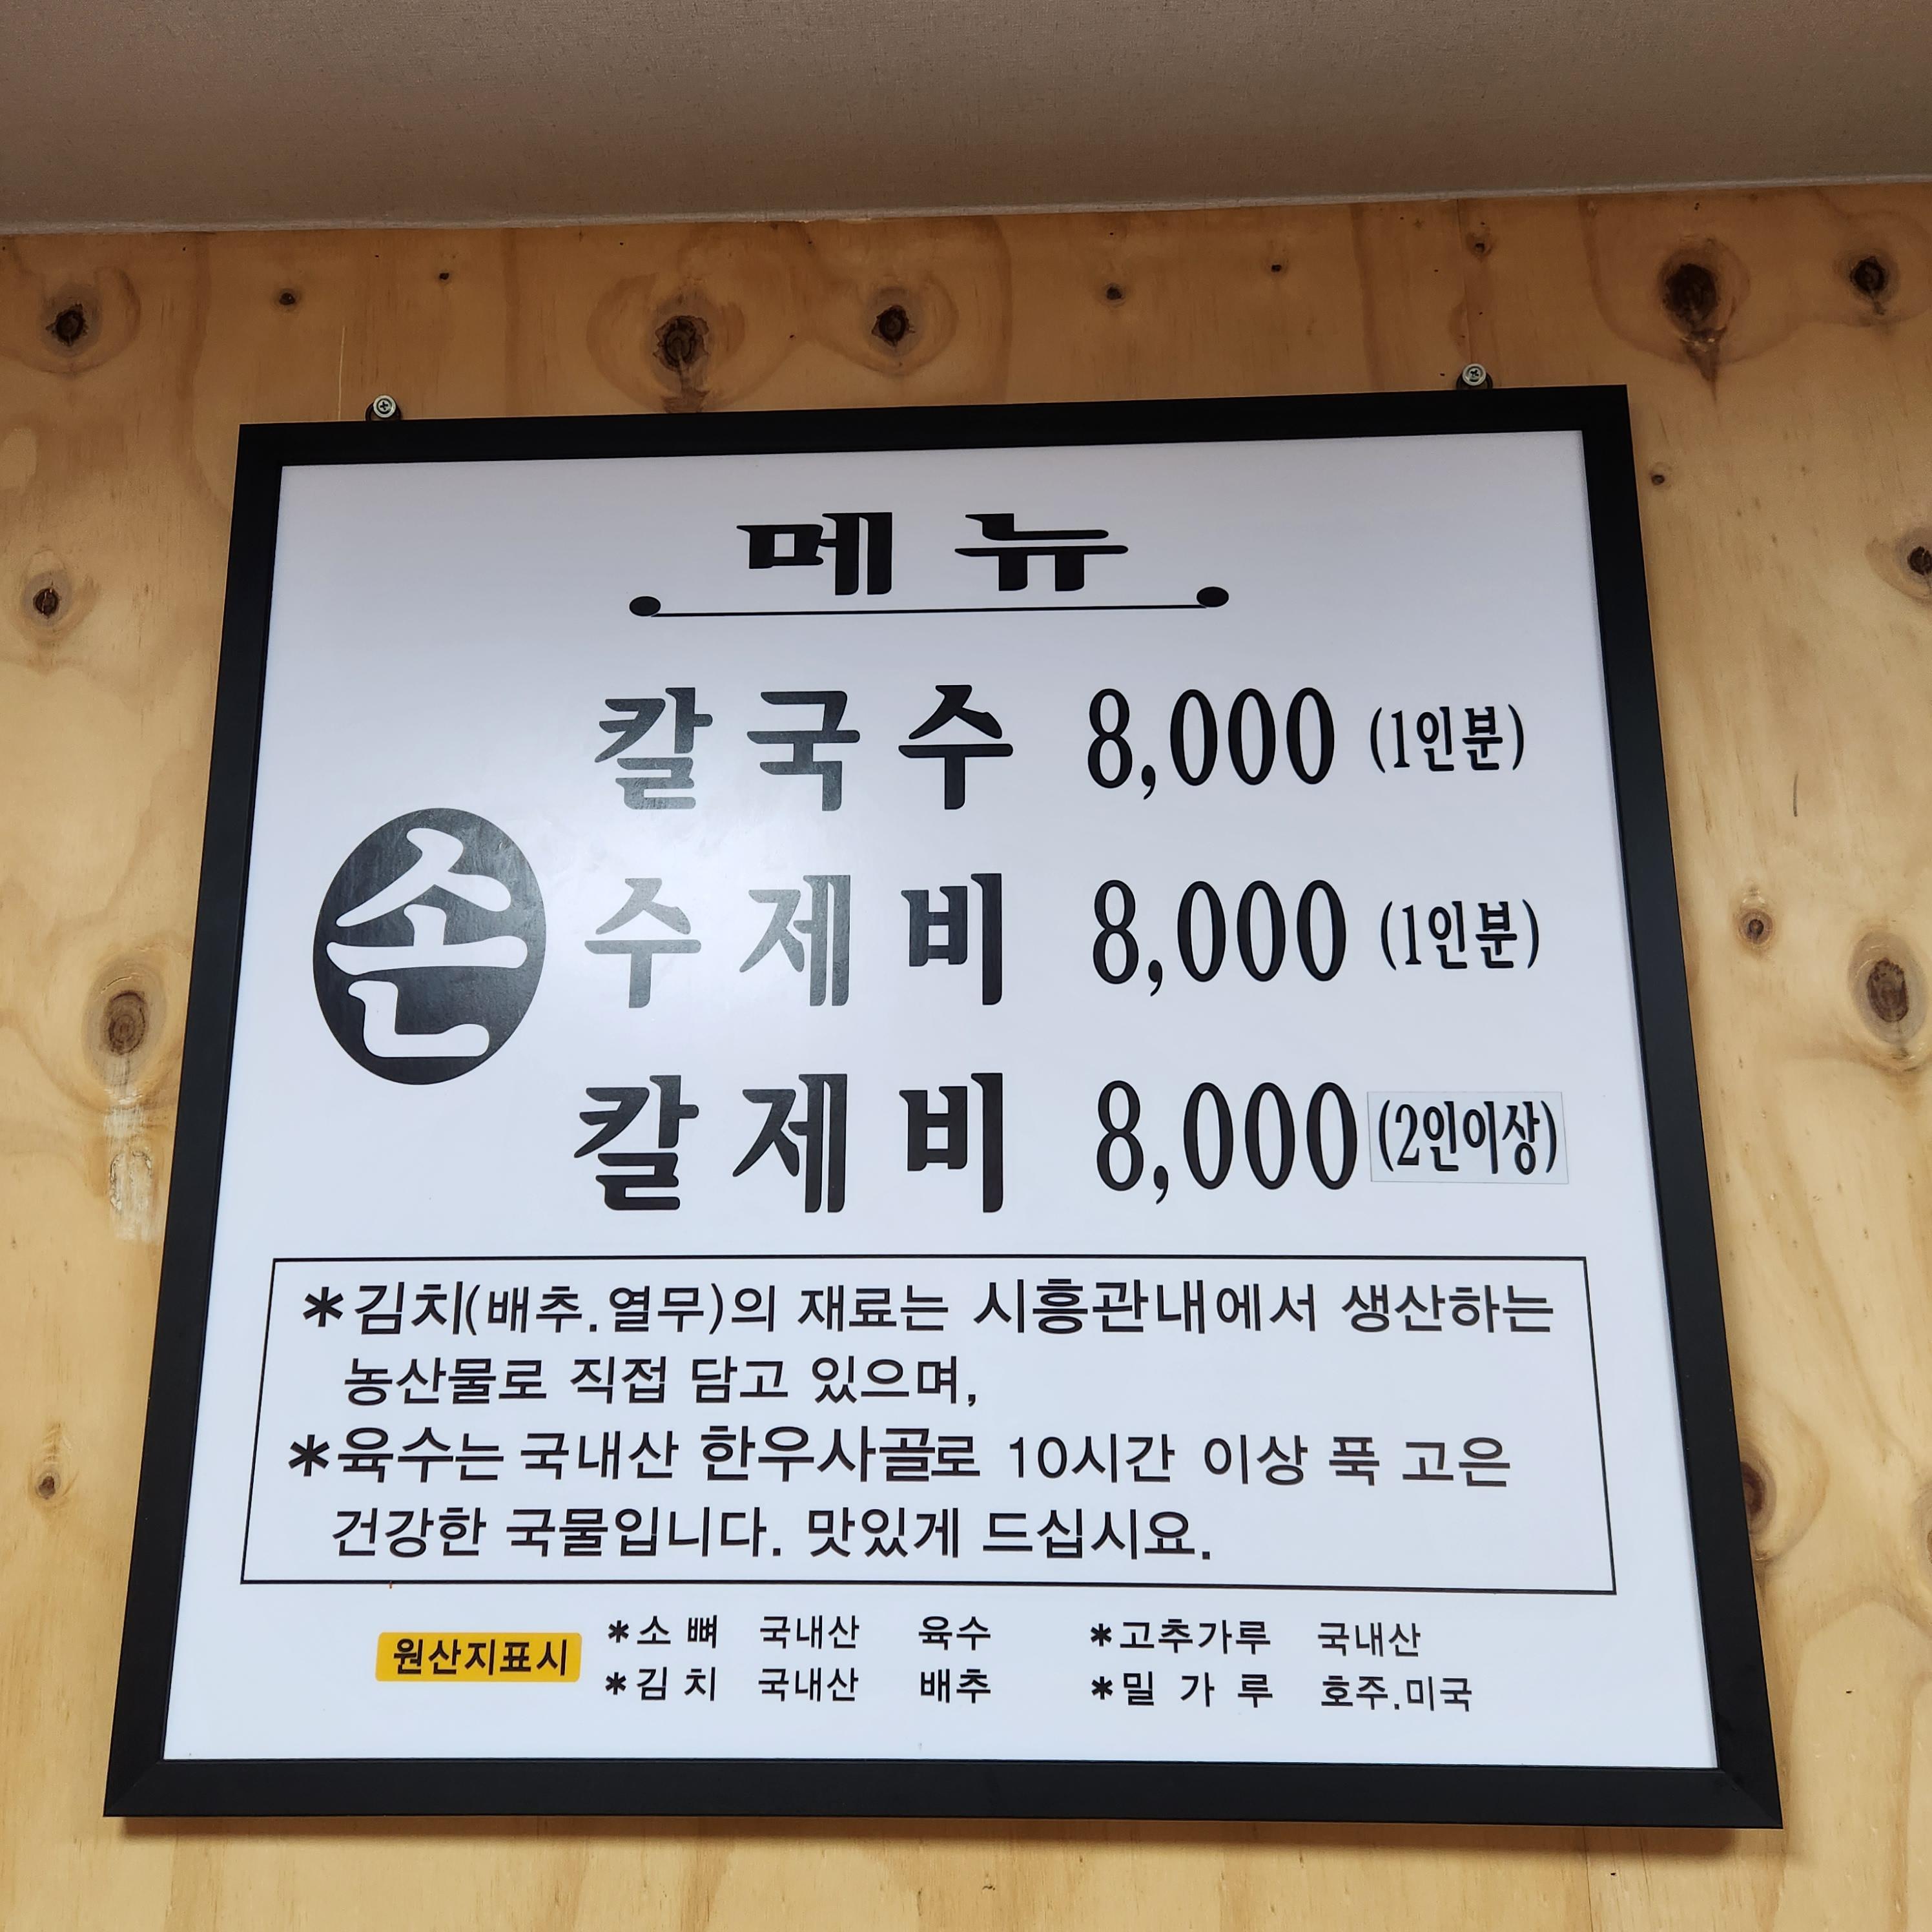 메뉴
칼국수 8,000 (1인분)
손 수제비 8,000 (1인분)
칼제비 8,000 (2인이상)
*김치(배추.열무)의 재료는 시흥관내에서 생산하는
농산물로 직접 담고 있으며,
*육수는 국내산 한우사골로 10시간 이상 푹 고은
건강한 국물입니다. 맛있게 드십시요.
원산지표시
*소 뼈 국내산 육수 *고추가루 국내산
*김 치 국내산 배추 *밀 가 루 호주.미국